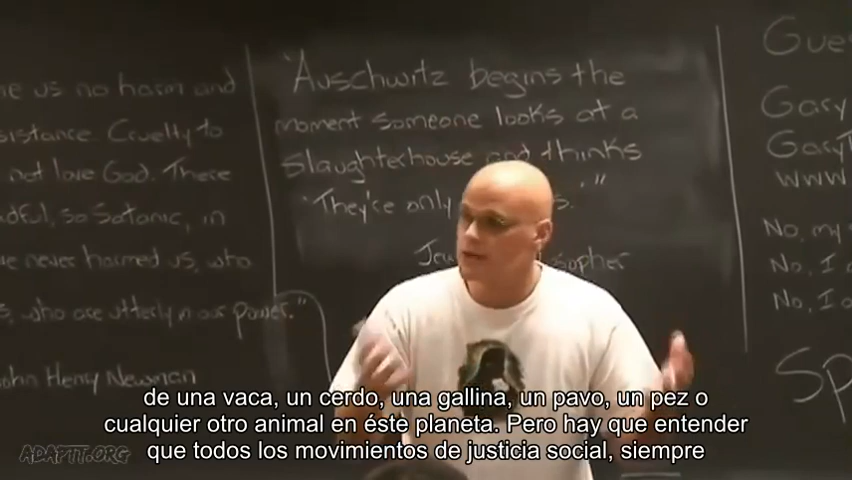 us no harm and
Cruelty to
not love God. There
so Satanic, in
never harmed us, who
who are utterly in our power."
John Henry Newman
"Auschwitz begins the
moment someone looks at a
slaughterhouse and thinks
'They're only
Gary
Gary
www
No, my
No, I
No, I
de una vaca, un cerdo, una gallina, un pavo, un pez o
cualquier otro animal en éste planeta. Pero hay que entender
que todos los movimientos de justicia social, siempre
ADAPTT.ORG